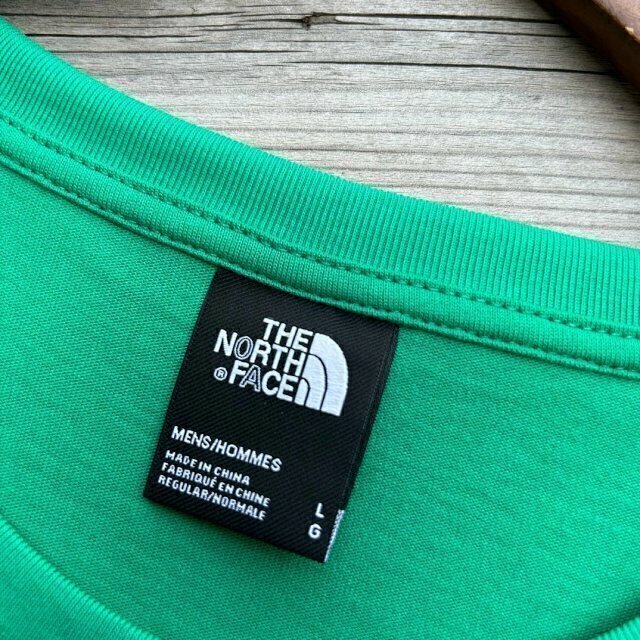 THE
NORTH
® FACE
MENS/HOMMES
MADE IN CHINA
FABRIQUÉ EN CHINE
REGULAR/NORMALE
L
G